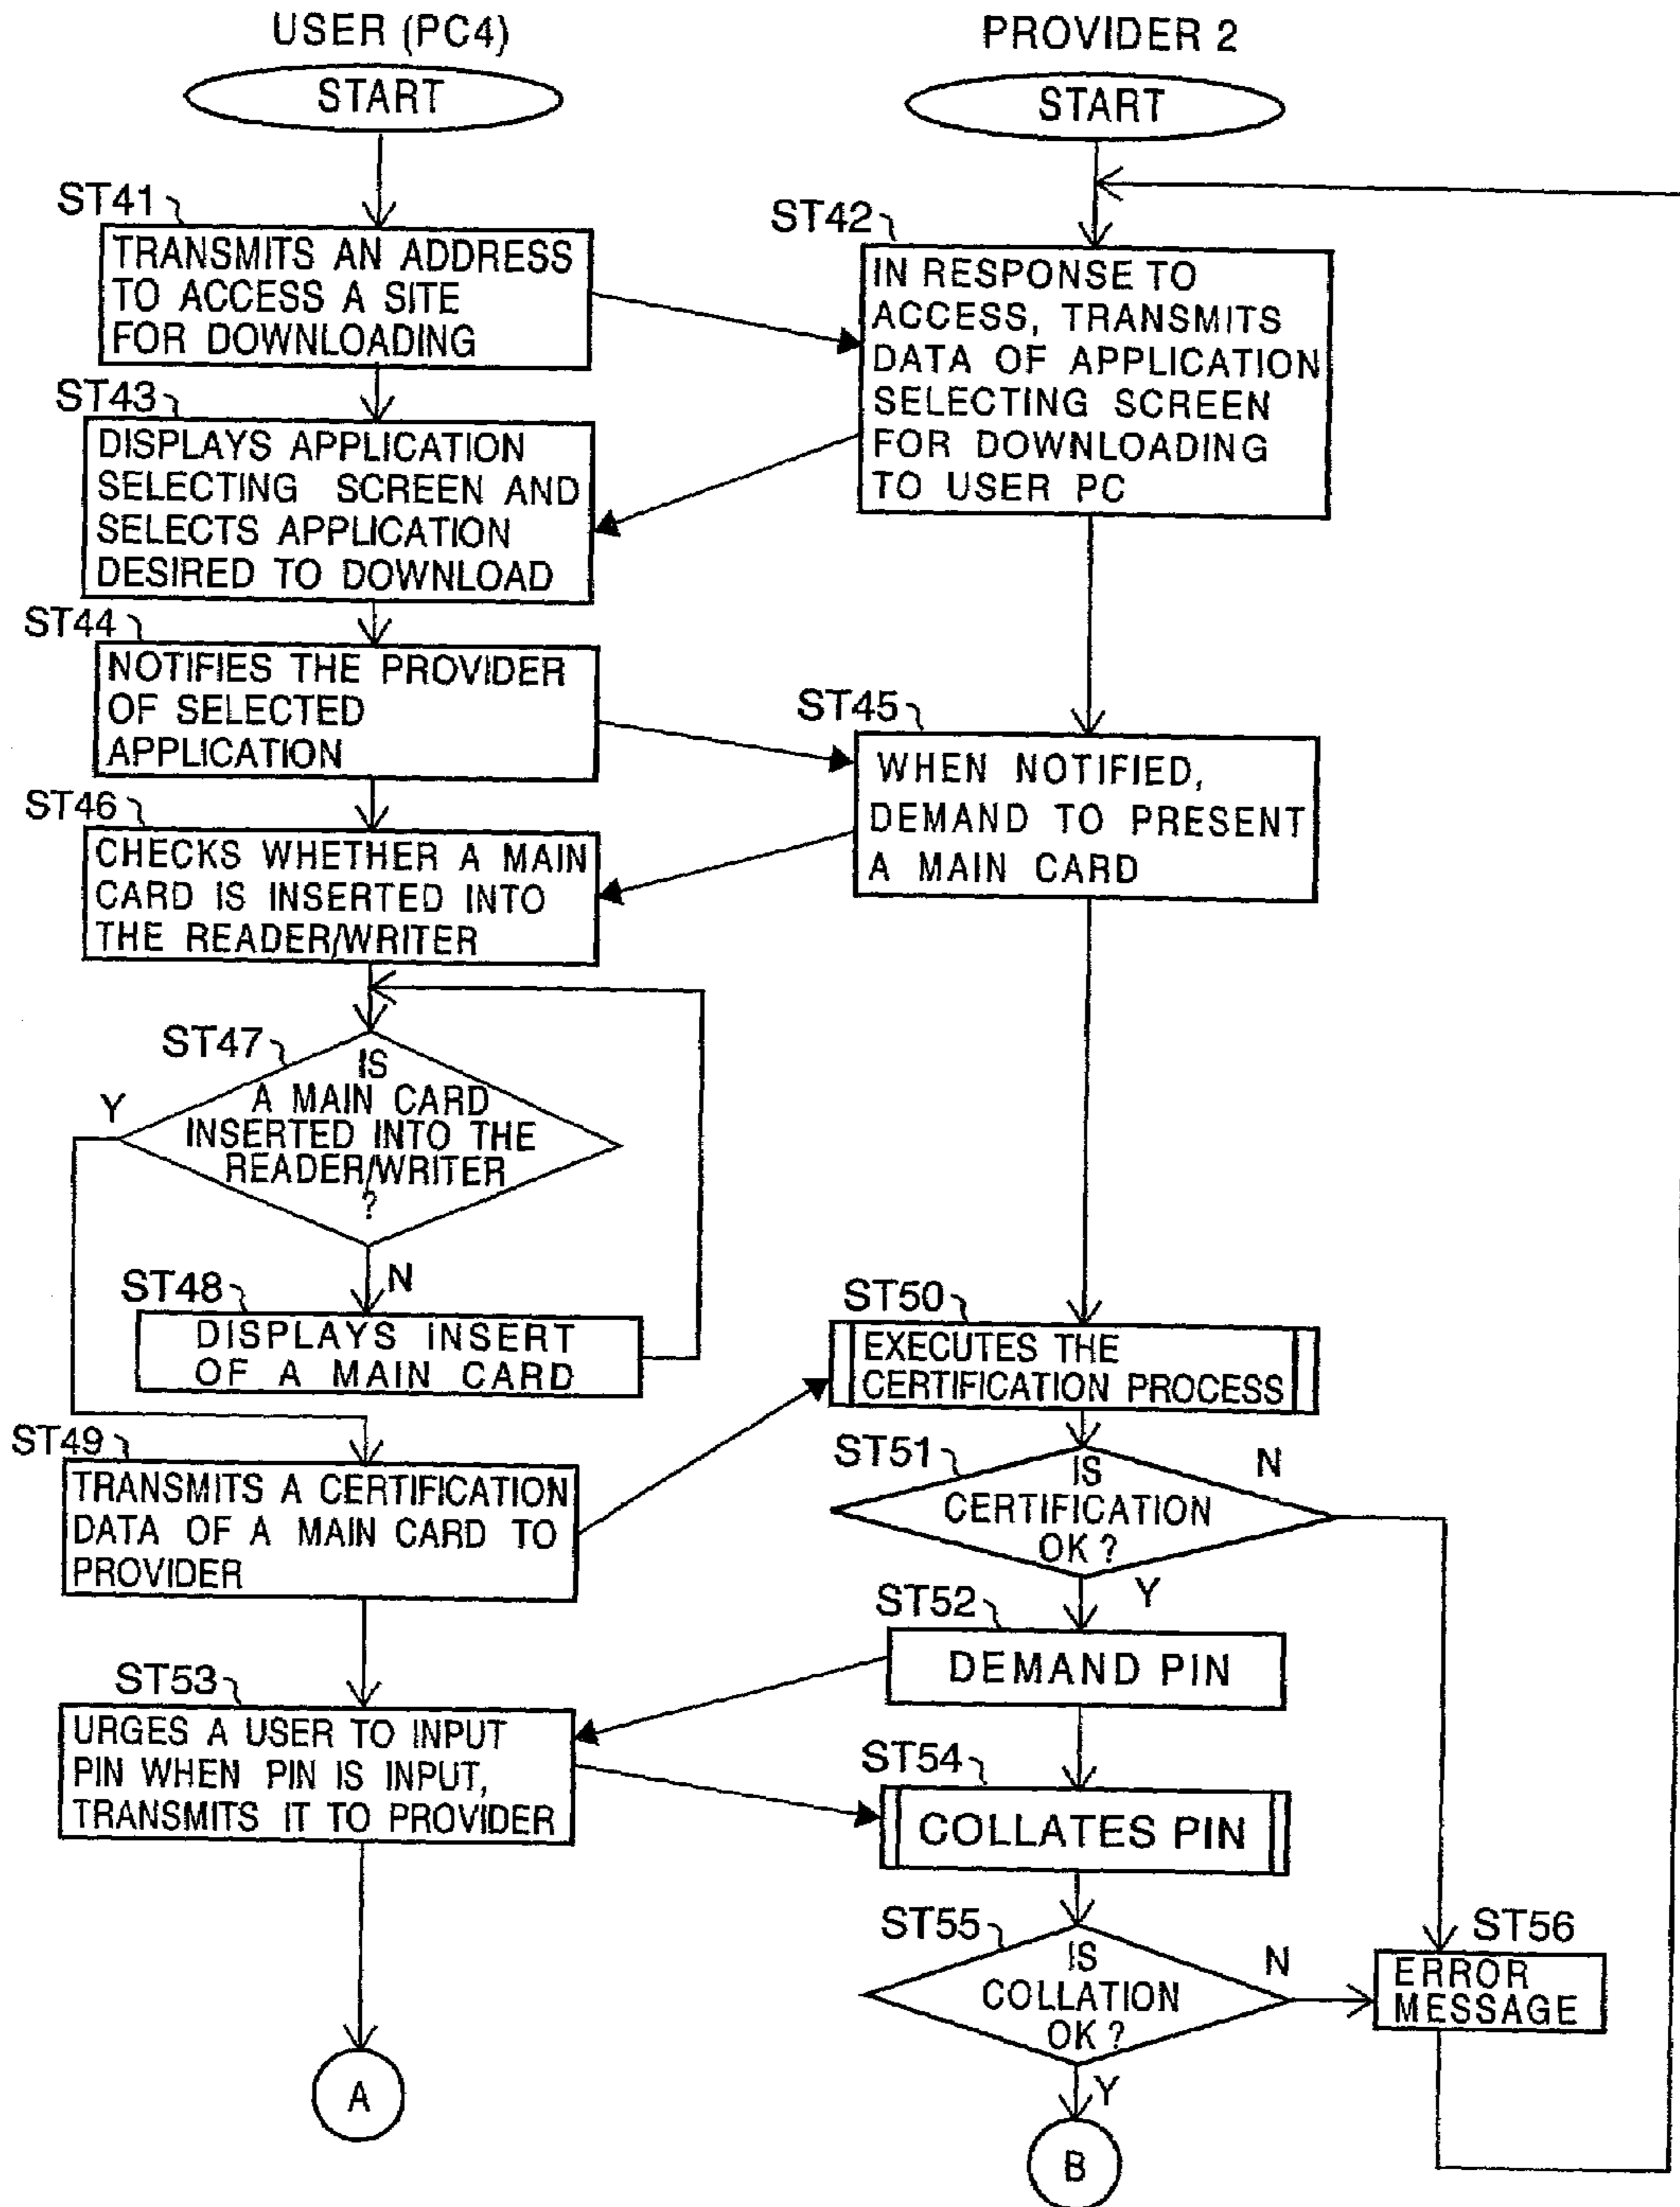 USER (PC4)
PROVIDER 2
START
START
ST41
TRANSMITS AN ADDRESS
TO ACCESS A SITE
FOR DOWNLOADING
ST42
IN RESPONSE TO
ACCESS, TRANSMITS
DATA OF APPLICATION
SELECTING SCREEN
FOR DOWNLOADING
TO USER PC
ST43
DISPLAYS APPLICATION
SELECTING SCREEN AND
SELECTS APPLICATION
DESIRED TO DOWNLOAD
ST44
NOTIFIES THE PROVIDER
OF SELECTED
APPLICATION
ST45
WHEN NOTIFIED,
DEMAND TO PRESENT
A MAIN CARD
ST46
CHECKS WHETHER A MAIN
CARD IS INSERTED INTO
THE READER/WRITER
ST47
IS
A MAIN CARD
INSERTED INTO THE
READER/WRITER
?
Y
N
ST48
DISPLAYS INSERT
OF A MAIN CARD
ST49
TRANSMITS A CERTIFICATION
DATA OF A MAIN CARD TO
PROVIDER
ST50
EXECUTES THE
CERTIFICATION PROCESS
ST51
IS
CERTIFICATION
OK ?
N
Y
ST52
DEMAND PIN
ST53
URGES A USER TO INPUT
PIN WHEN PIN IS INPUT,
TRANSMITS IT TO PROVIDER
ST54
COLLATES PIN
ST55
IS
COLLATION
OK ?
N
Y
ST56
ERROR
MESSAGE
A
B